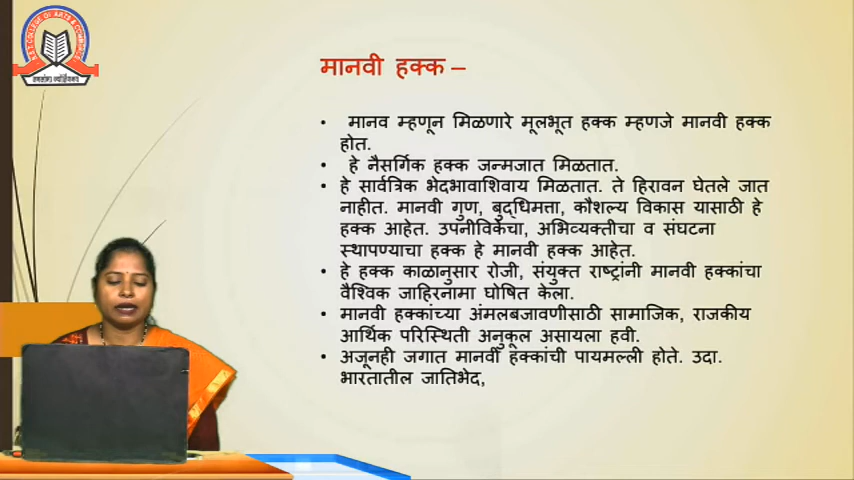 मानवी हक्क –
• मानव म्हणून मिळणारे मूलभूत हक्क म्हणजे मानवी हक्क
होत.
• हे नैसर्गिक हक्क जन्मजात मिळतात.
• हे सार्वत्रिक भेदभावाशिवाय मिळतात. ते हिरावन घेतले जात
नाहीत. मानवी गुण, बुद्धिमत्ता, कौशल्य विकास यासाठी हे
हक्क आहेत. उपनीविकेचा, अभिव्यक्तीचा व संघटना
स्थापण्याचा हक्क हे मानवी हक्क आहेत.
• हे हक्क काळानुसार रोजी, संयुक्त राष्ट्रांनी मानवी हक्कांचा
वैश्विक जाहिरनामा घोषित केला.
• मानवी हक्कांच्या अंमलबजावणीसाठी सामाजिक, राजकीय
आर्थिक परिस्थिती अनुकूल असायला हवी.
• अजूनही जगात मानवी हक्कांची पायमल्ली होते. उदा.
भारतातील जातिभेद,